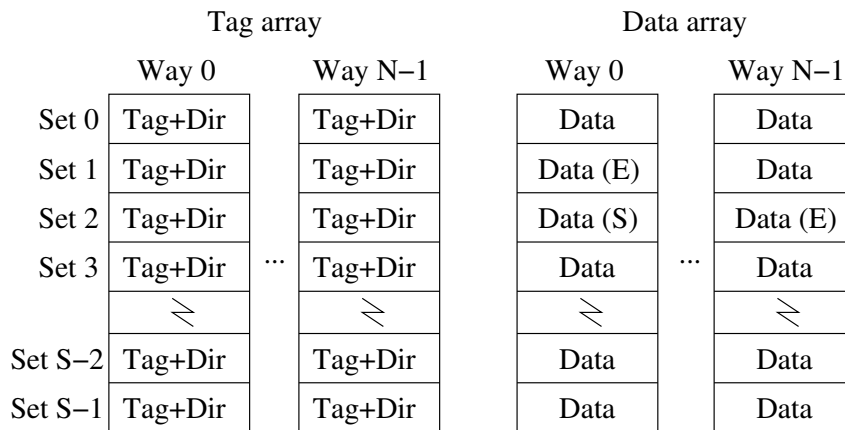 Tag array Data array
Way 0 Way N−1 Way 0 Way N−1
Set 0 Tag+Dir Tag+Dir Data Data
Set 1 Tag+Dir Tag+Dir Data (E) Data
Set 2 Tag+Dir Tag+Dir Data (S) Data (E)
Set 3 Tag+Dir ... Tag+Dir Data ... Data
Set S−2 Tag+Dir Tag+Dir Data Data
Set S−1 Tag+Dir Tag+Dir Data Data